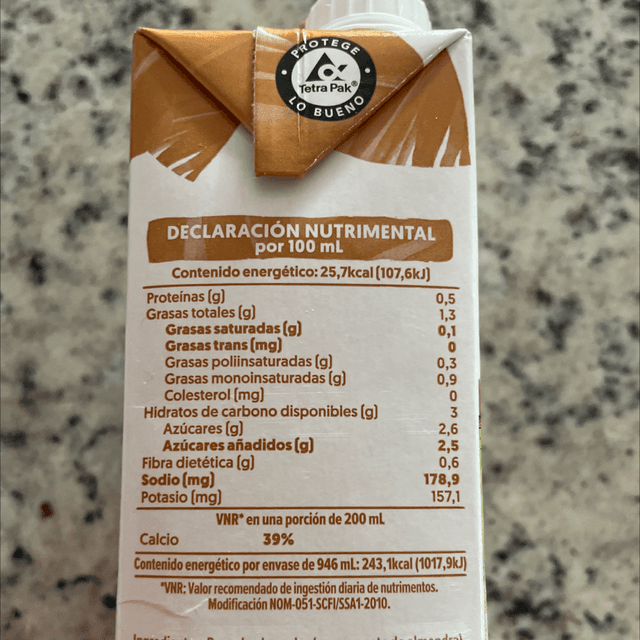 PROTEGE
Tetra Pak®
LO BUENO
DECLARACIÓN NUTRIMENTAL
por 100 mL
Contenido energético: 25,7kcal (107,6kJ)
Proteínas (g) 0,5
Grasas totales (g) 1,3
Grasas saturadas (g) 0,1
Grasas trans (mg) 0
Grasas poliinsaturadas (g) 0,3
Grasas monoinsaturadas (g) 0,9
Colesterol (mg) 0
Hidratos de carbono disponibles (g) 3
Azúcares (g) 2,6
Azúcares añadidos (g) 2,5
Fibra dietética (g) 0,6
Sodio (mg) 178,9
Potasio (mg) 157,1
VNR* en una porción de 200 mL
Calcio 39%
Contenido energético por envase de 946 mL: 243,1kcal (1017,9kJ)
*VNR: Valor recomendado de ingestión diaria de nutrimentos.
Modificación NOM-051-SCFI/SSA1-2010.